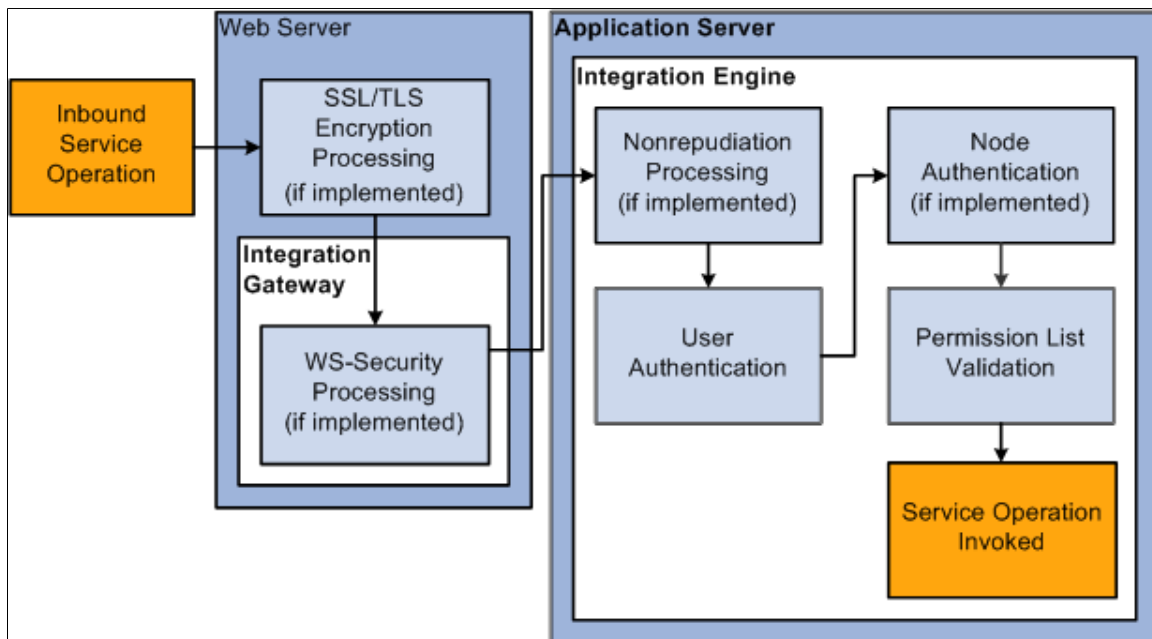 Web Server
Inbound
Service
Operation
SSL/TLS
Encryption
Processing
(if implemented)
Integration
Gateway
WS-Security
Processing
(if implemented)
Application Server
Integration Engine
Nonrepudiation
Processing
(if implemented)
User
Authentication
Node
Authentication
(if implemented)
Permission List
Validation
Service Operation
Invoked